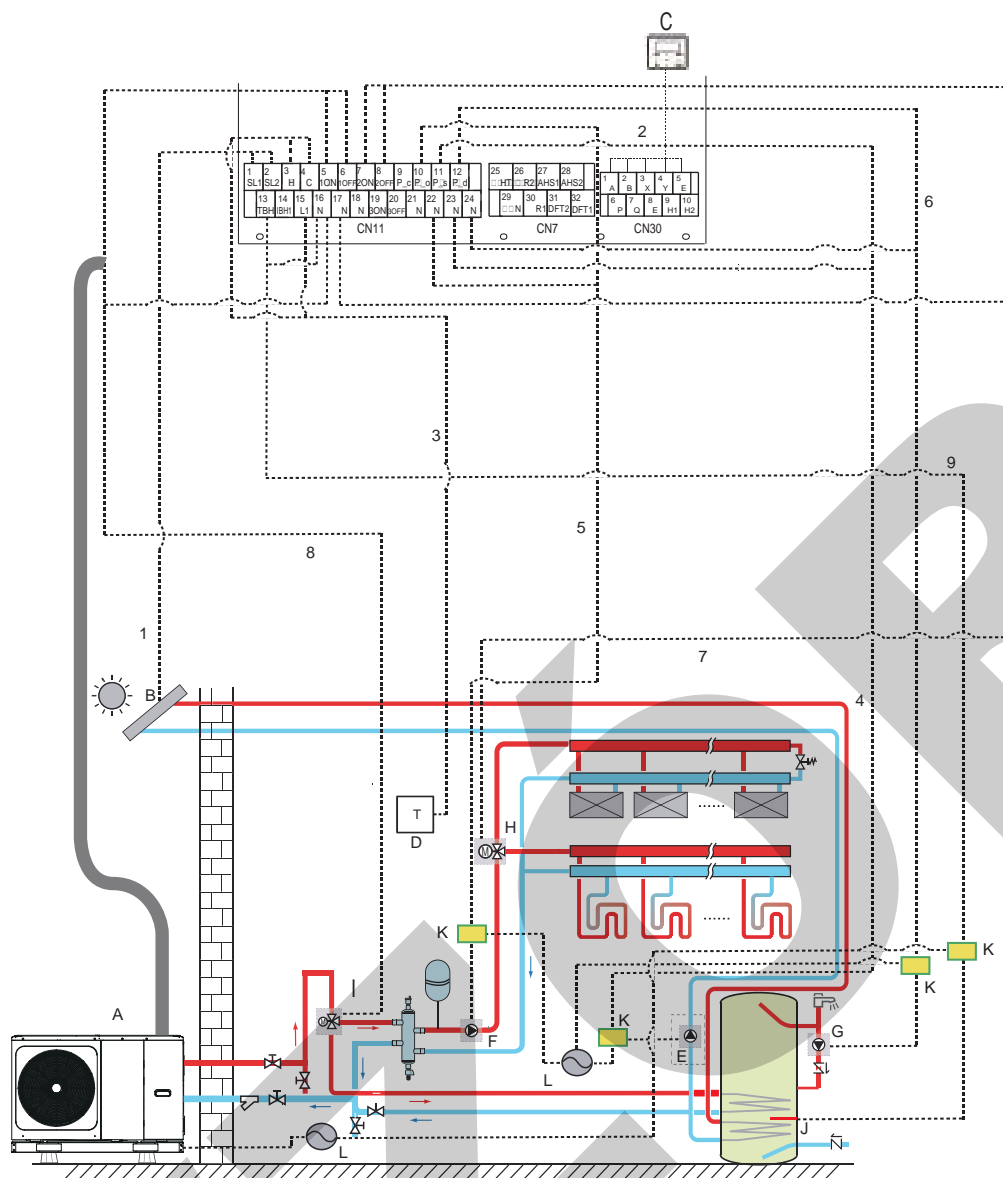 C
2
1 2 3 4 5 6 7 8 9 10 11 12
SL1 SL2 H C 1ON 1OFF 2ON 2OFF P_c P_o P_s P_d
13 14 15 16 17 18 19 20 21 22 23 24
TBH IBH1 L1 N N N 3ON 3OFF N N N N
25 26 27 28
HT R2 AHS1 AHS2
29 30 31 32
N R1 DFT2 DFT1
1 2 3 4 5
A B X Y E
6 7 8 9 10
P Q E H1 H2
CN11 CN7 CN30
6
3
9
5
8
1
7
B
4
T
D
H
M
K
K
I
A
M
K
K
G
F
E
L
J
L